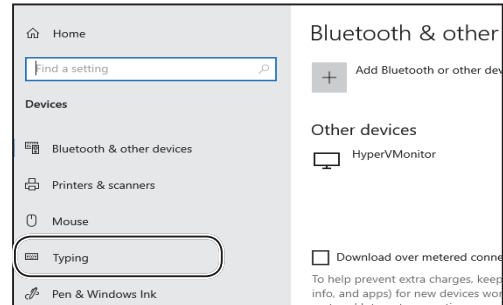 Home
Find a setting
Devices
Bluetooth & other devices
Printers & scanners
Mouse
Typing
Pen & Windows Ink
Bluetooth & other
Add Bluetooth or other dev
Other devices
HyperVMonitor
Download over metered conne
To help prevent extra charges, keep
info, and apps) for new devices wor